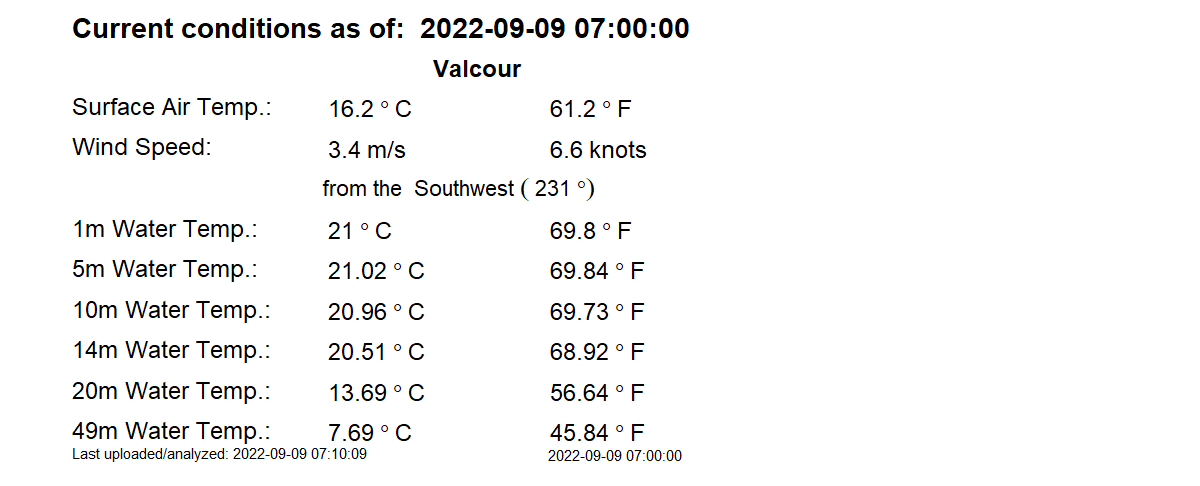 Current conditions as of:  2022-09-09 07:00:00
Valcour
Surface Air Temp.: 16.2 ° C 61.2 ° F
Wind Speed: 3.4 m/s 6.6 knots
from the  Southwest ( 231 °)
1m Water Temp.: 21 ° C 69.8 ° F
5m Water Temp.: 21.02 ° C 69.84 ° F
10m Water Temp.: 20.96 ° C 69.73 ° F
14m Water Temp.: 20.51 ° C 68.92 ° F
20m Water Temp.: 13.69 ° C 56.64 ° F
49m Water Temp.: 7.69 ° C 45.84 ° F
Last uploaded/analyzed: 2022-09-09 07:10:09 2022-09-09 07:00:00